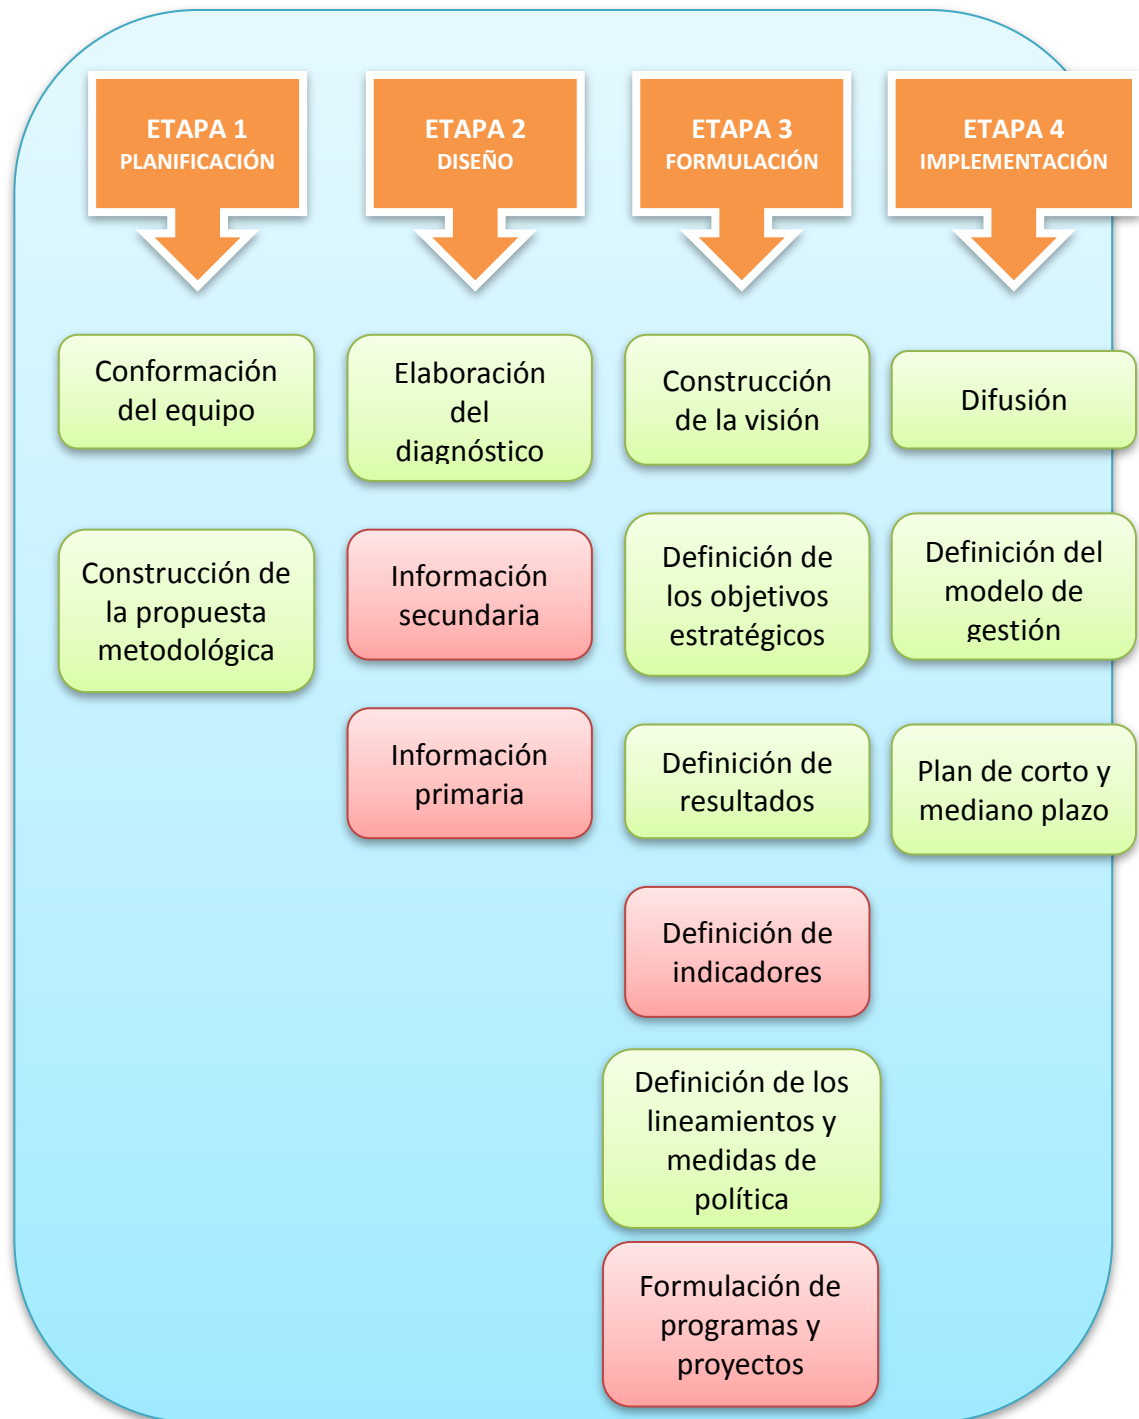 ETAPA 1
PLANIFICACIÓN
ETAPA 2
DISEÑO
ETAPA 3
FORMULACIÓN
ETAPA 4
IMPLEMENTACIÓN
Conformación
del equipo
Construcción de
la propuesta
metodológica
Elaboración
del
diagnóstico
Información
secundaria
Información
primaria
Construcción
de la visión
Definición de
los objetivos
estratégicos
Definición de
resultados
Definición de
indicadores
Definición de los
lineamientos y
medidas de
política
Formulación de
programas y
proyectos
Difusión
Definición del
modelo de
gestión
Plan de corto y
mediano plazo